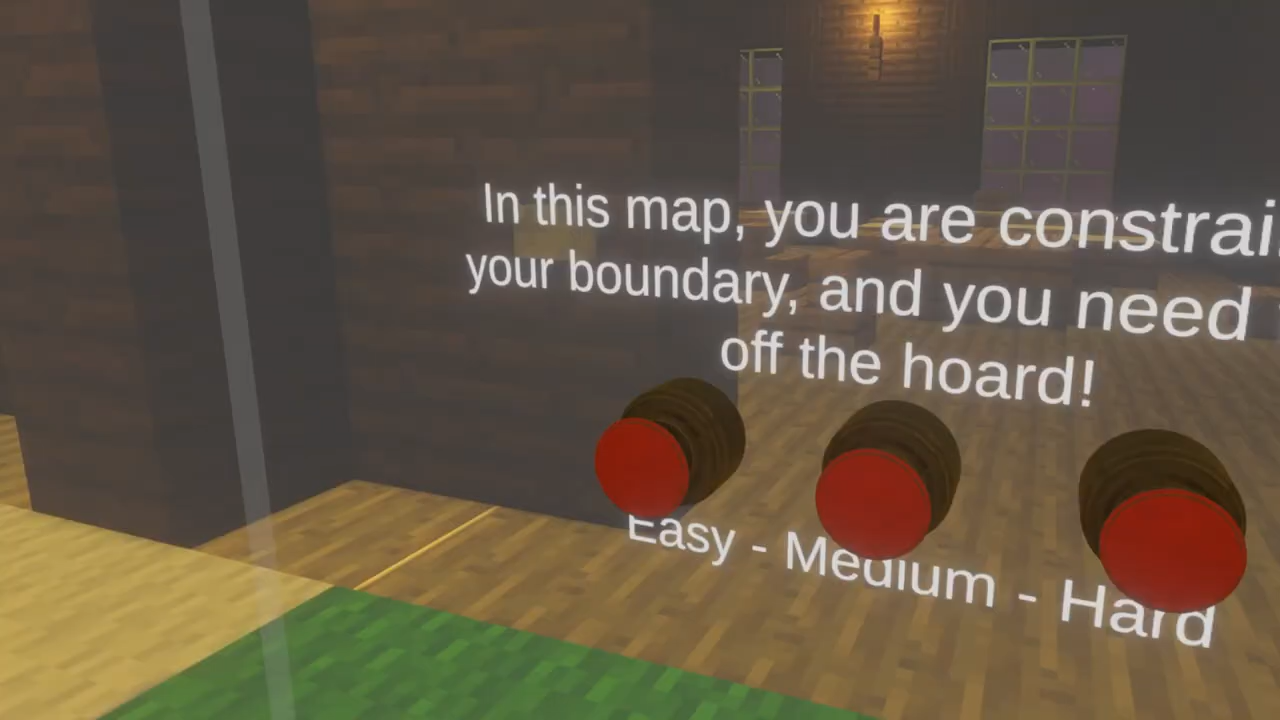 In this map, you are
your boundary, and you need
off the hoard!
Easy - Medium - Hard